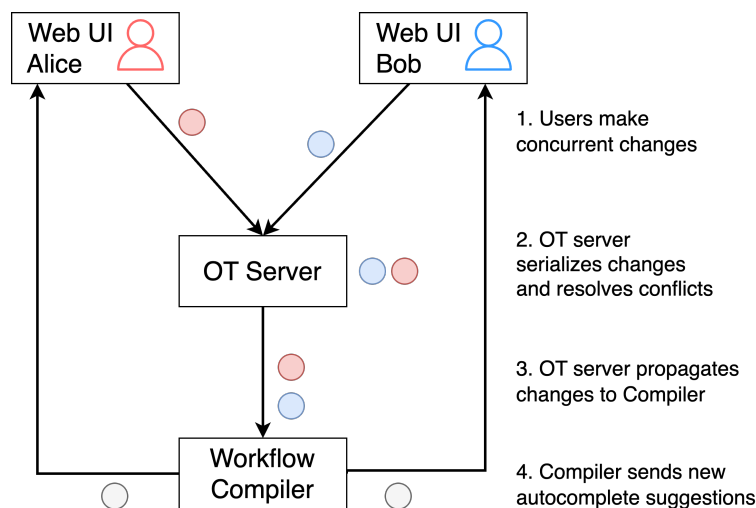 Web UI
Alice
Web UI
Bob
1. Users make
concurrent changes
OT Server
2. OT server
serializes changes
and resolves conflicts
3. OT server propagates
changes to Compiler
Workflow
Compiler
4. Compiler sends new
autocomplete suggestions